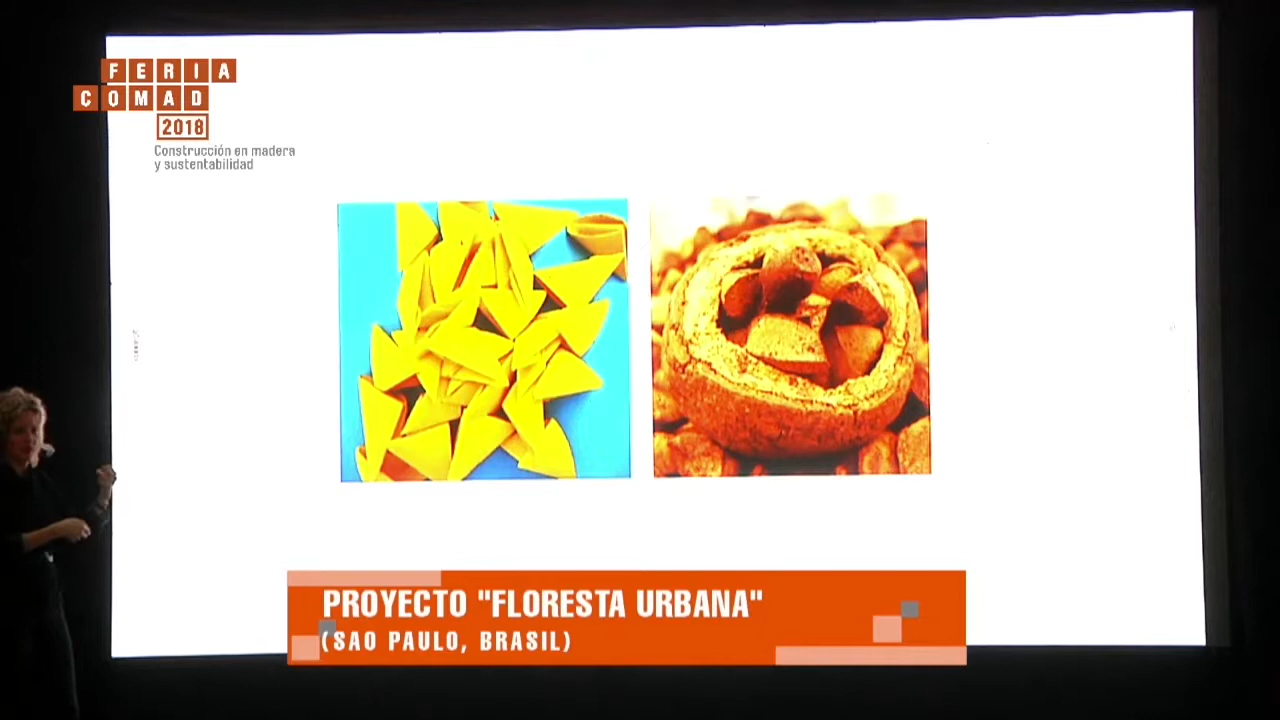 FERIA
COMAD
2018
Construcción en madera
y sustentabilidad
PROYECTO "FLORESTA URBANA"
(SAO PAULO, BRASIL)